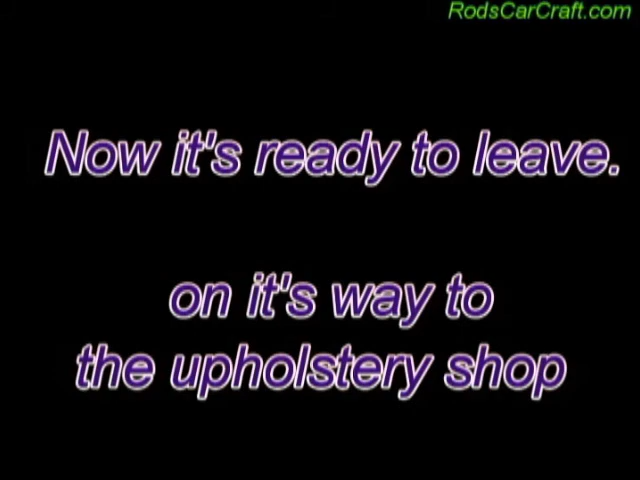 RodsCarCraft.com
Now it's ready to leave.
on it's way to
the upholstery shop